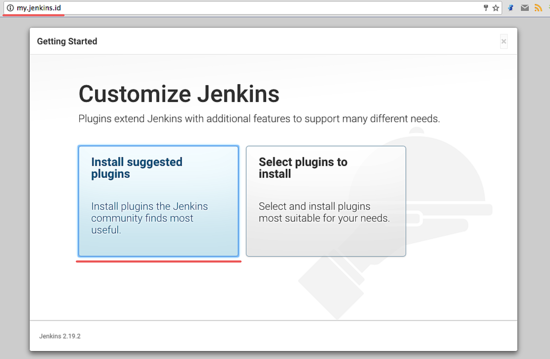 my.jenkins.id
Getting Started
Customize Jenkins
Plugins extend Jenkins with additional features to support many different needs.
Install suggested
plugins
Install plugins the Jenkins
community finds most
useful.
Select plugins to
install
Select and install plugins
most suitable for your needs.
Jenkins 2.19.2